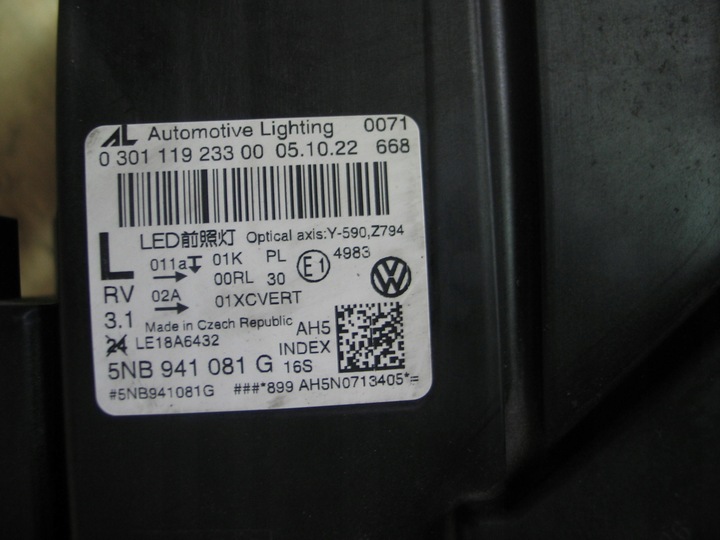 AL Automotive Lighting 0071
0 301 119 233 00 05.10.22 668
L LED前照灯 Optical axis:Y-590,Z794
011a 01K PL E1 4983
00RL 30
RV 02A 01XCVERT
3.1 Made in Czech Republic AH5
24 LE18A6432 INDEX
5NB 941 081 G 16S
#5NB941081G ###*899 AH5N0713405*=